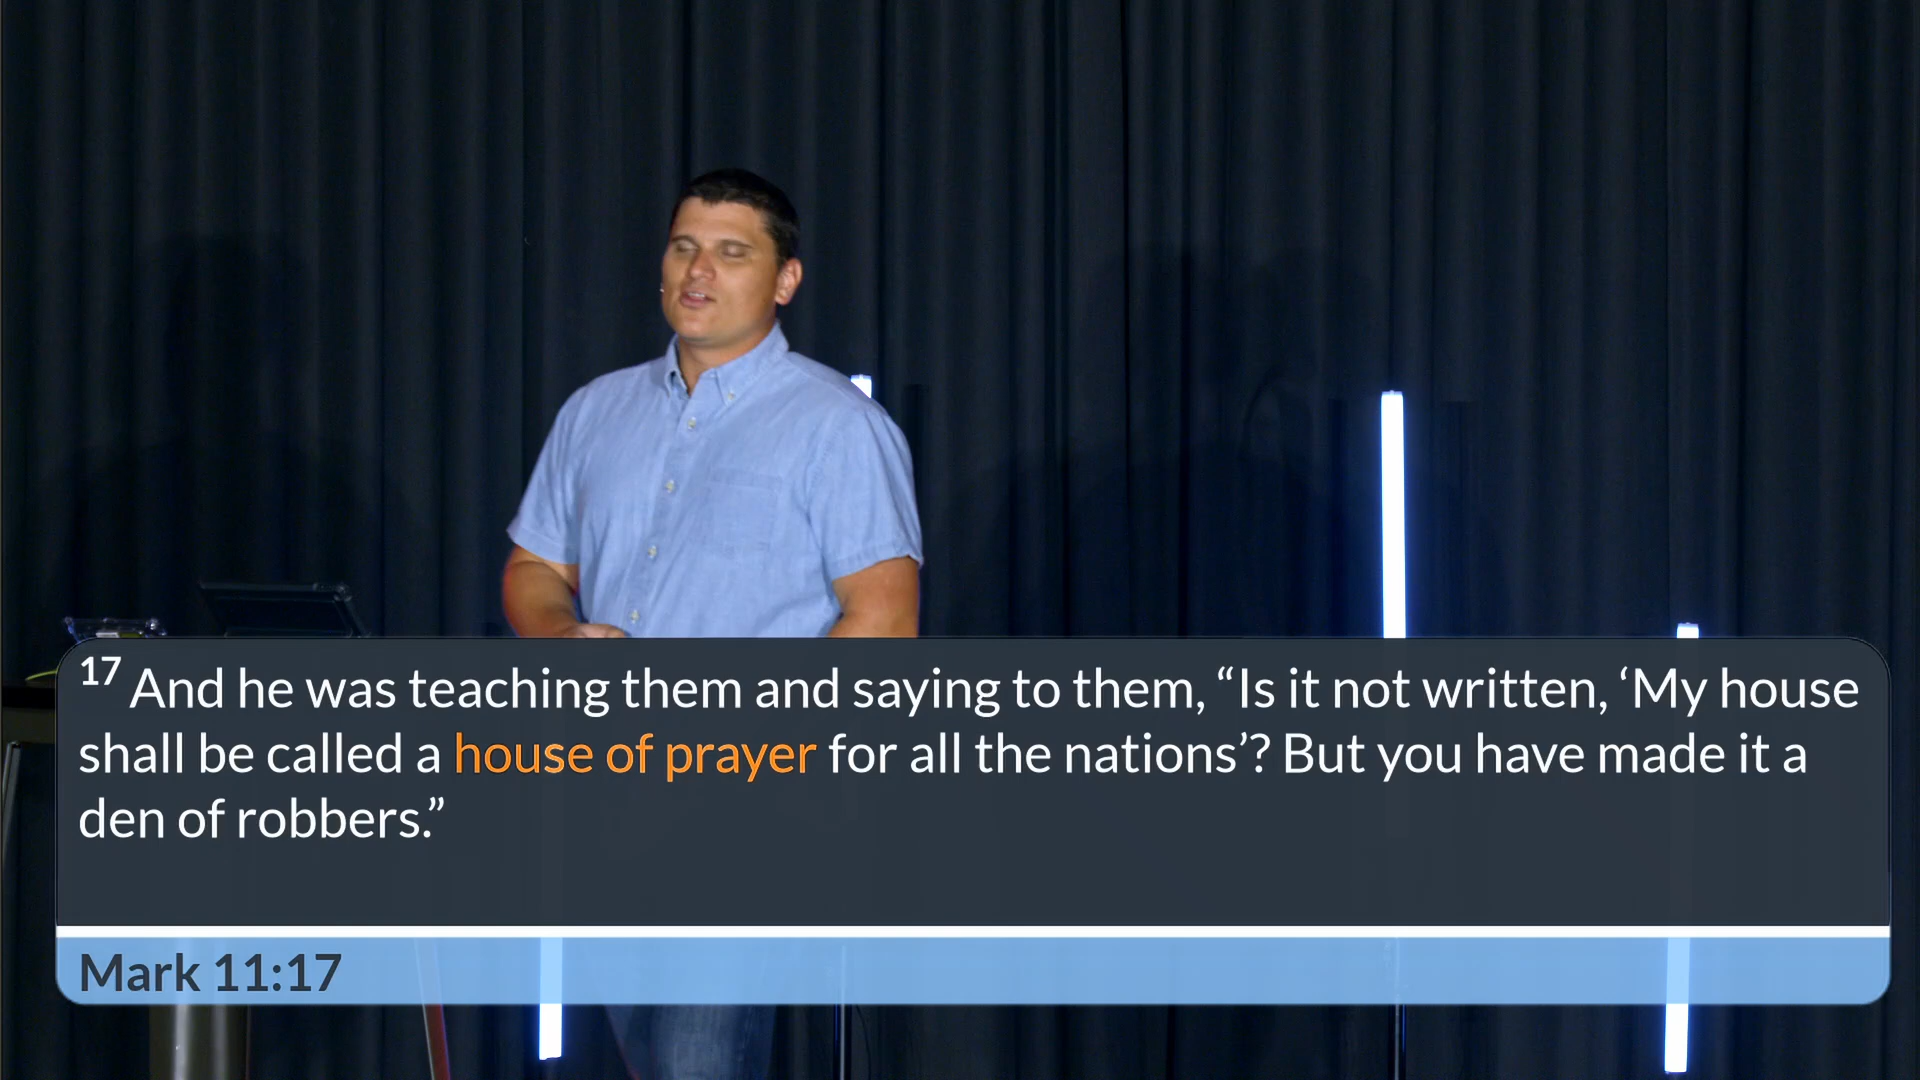 17 And he was teaching them and saying to them, “Is it not written, ‘My house
shall be called a house of prayer for all the nations’? But you have made it a
den of robbers.”
Mark 11:17